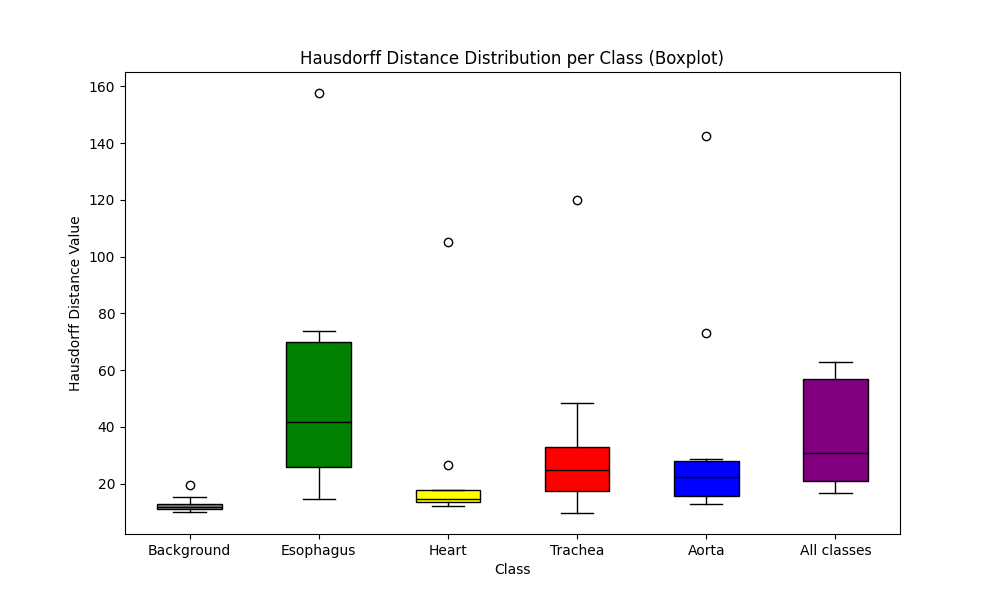 Hausdorff Distance Distribution per Class (Boxplot)
Hausdorff Distance Value
160
140
120
100
80
60
40
20
Background
Esophagus
Heart
Trachea
Aorta
All classes
Class